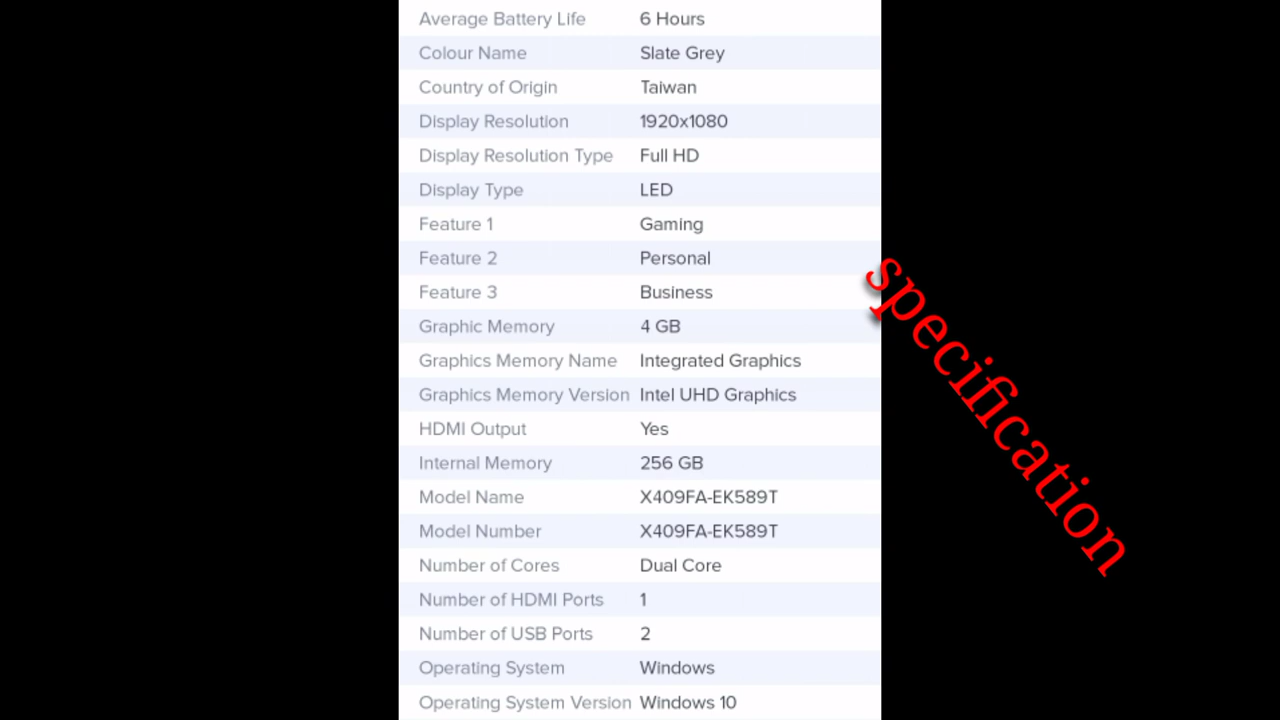 Average Battery Life 6 Hours
Colour Name Slate Grey
Country of Origin Taiwan
Display Resolution 1920x1080
Display Resolution Type Full HD
Display Type LED
Feature 1 Gaming
Feature 2 Personal
Feature 3 Business
Graphic Memory 4 GB
Graphics Memory Name Integrated Graphics
Graphics Memory Version Intel UHD Graphics
HDMI Output Yes
Internal Memory 256 GB
Model Name X409FA-EK589T
Model Number X409FA-EK589T
Number of Cores Dual Core
Number of HDMI Ports 1
Number of USB Ports 2
Operating System Windows
Operating System Version Windows 10
specification